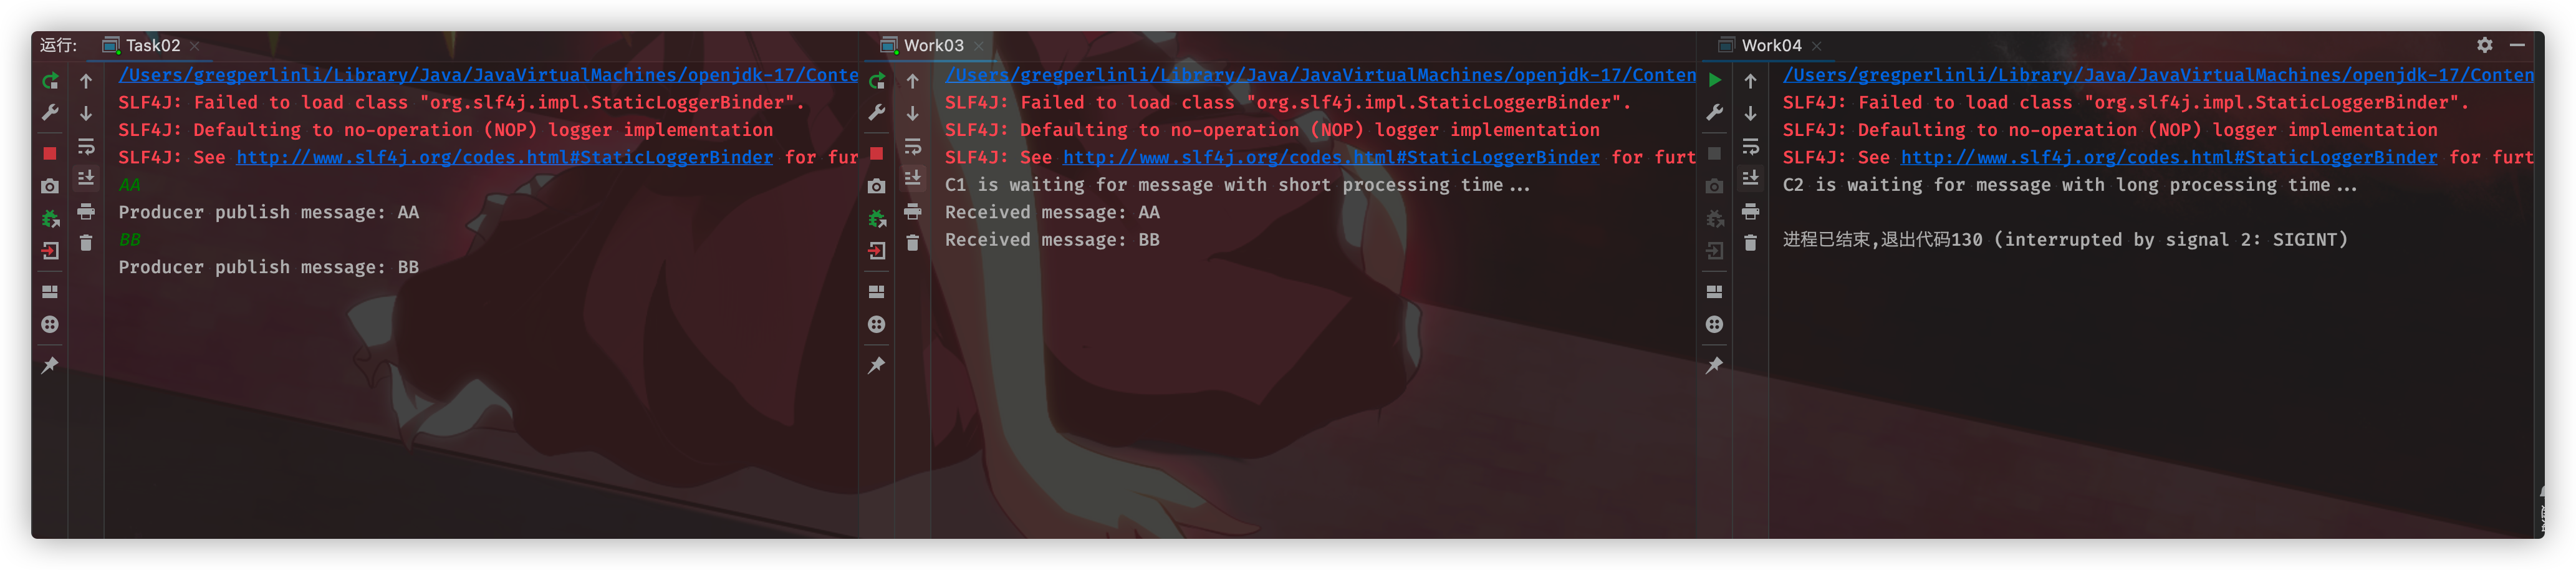 运行: Task02
/Users/gregperlinli/Library/Java/JavaVirtualMachines/openjdk-17/Conte
SLF4J: Failed to load class "org.slf4j.impl.StaticLoggerBinder".
SLF4J: Defaulting to no-operation (NOP) logger implementation
SLF4J: See http://www.slf4j.org/codes.html#StaticLoggerBinder for fur
AA
Producer publish message: AA
BB
Producer publish message: BB
Work03
/Users/gregperlinli/Library/Java/JavaVirtualMachines/openjdk-17/Conten
SLF4J: Failed to load class "org.slf4j.impl.StaticLoggerBinder".
SLF4J: Defaulting to no-operation (NOP) logger implementation
SLF4J: See http://www.slf4j.org/codes.html#StaticLoggerBinder for furt
C1 is waiting for message with short processing time...
Received message: AA
Received message: BB
Work04
/Users/gregperlinli/Library/Java/JavaVirtualMachines/openjdk-17/Conten
SLF4J: Failed to load class "org.slf4j.impl.StaticLoggerBinder".
SLF4J: Defaulting to no-operation (NOP) logger implementation
SLF4J: See http://www.slf4j.org/codes.html#StaticLoggerBinder for furt
C2 is waiting for message with long processing time...
进程已结束,退出代码130 (interrupted by signal 2: SIGINT)